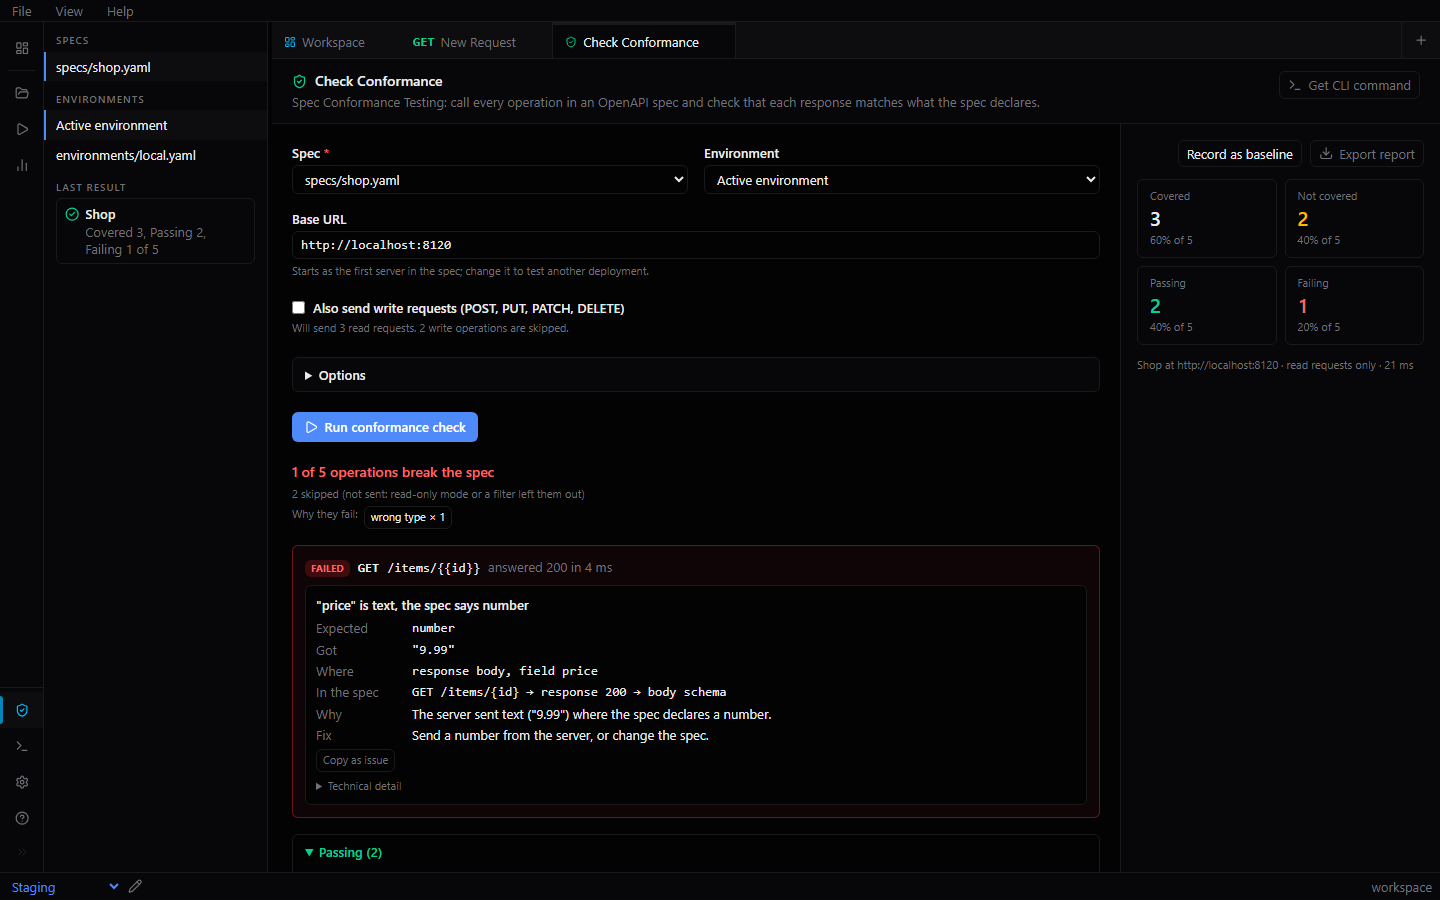 File View Help
SPECS
specs/shop.yaml
ENVIRONMENTS
Active environment
environments/local.yaml
LAST RESULT
Shop
Covered 3, Passing 2,
Failing 1 of 5
Workspace
GET New Request
Check Conformance
Check Conformance
Spec Conformance Testing: call every operation in an OpenAPI spec and check that each response matches what the spec declares.
Get CLI command
Spec *
specs/shop.yaml
Environment
Active environment
Base URL
http://localhost:8120
Starts as the first server in the spec; change it to test another deployment.
Also send write requests (POST, PUT, PATCH, DELETE)
Will send 3 read requests. 2 write operations are skipped.
Options
Run conformance check
1 of 5 operations break the spec
2 skipped (not sent: read-only mode or a filter left them out)
Why they fail: wrong type × 1
FAILED GET /items/{{id}} answered 200 in 4 ms
"price" is text, the spec says number
Expected number
Got "9.99"
Where response body, field price
In the spec GET /items/{id} → response 200 → body schema
Why The server sent text ("9.99") where the spec declares a number.
Fix Send a number from the server, or change the spec.
Copy as issue
Technical detail
Passing (2)
Record as baseline
Export report
Covered
3
60% of 5
Not covered
2
40% of 5
Passing
2
40% of 5
Failing
1
20% of 5
Shop at http://localhost:8120 · read requests only · 21 ms
Staging
workspace